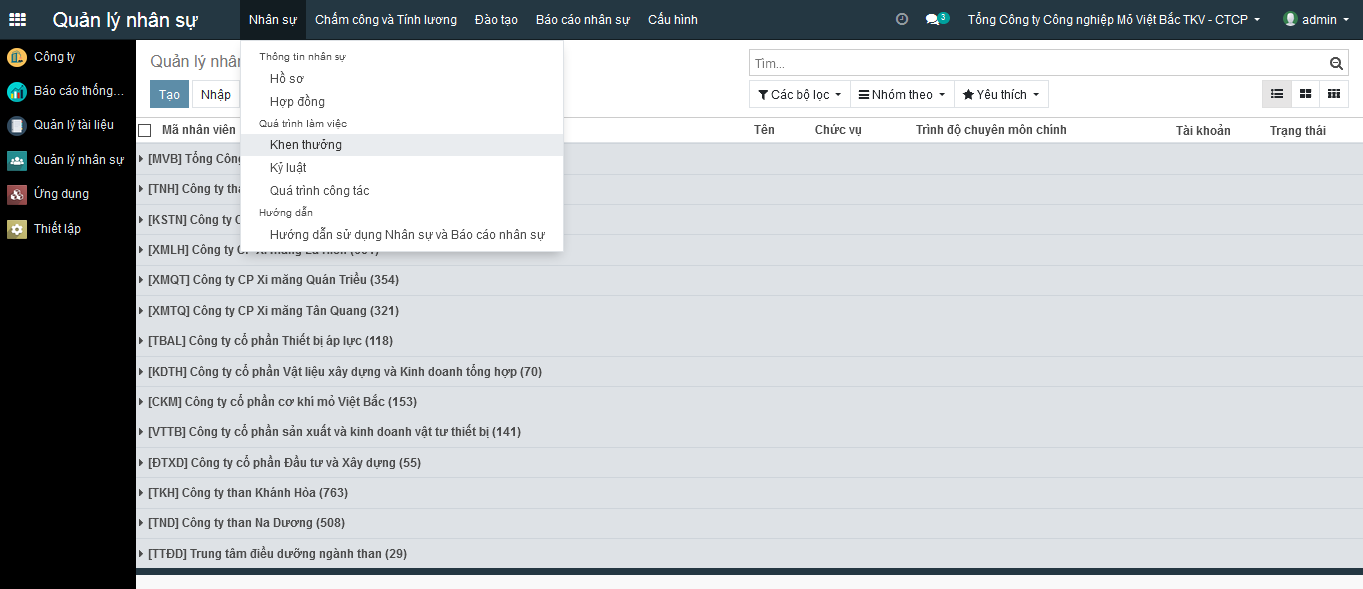 Quản lý nhân sự
Nhân sự Chấm công và Tính lương Đào tạo Báo cáo nhân sự Cấu hình
3 Tổng Công ty Công nghiệp Mỏ Việt Bắc TKV - CTCP admin
Công ty
Báo cáo thống...
Quản lý tài liệu
Quản lý nhân sự
Ứng dụng
Thiết lập
Quản lý nhân
Tìm...
Tạo Nhập
Các bộ lọc Nhóm theo Yêu thích
Thông tin nhân sự
Hồ sơ
Hợp đồng
Quá trình làm việc
Khen thưởng
Kỷ luật
Quá trình công tác
Hướng dẫn
Hướng dẫn sử dụng Nhân sự và Báo cáo nhân sự
Mã nhân viên Tên Chức vụ Trình độ chuyên môn chính Tài khoản Trạng thái
[MVB] Tổng Công
[TNH] Công ty
[KSTN] Công ty
[XMLH] Công ty CP Xi măng
[XMQT] Công ty CP Xi măng Quán Triều (354)
[XMTQ] Công ty CP Xi măng Tân Quang (321)
[TBAL] Công ty cổ phần Thiết bị áp lực (118)
[KDTH] Công ty cổ phần Vật liệu xây dựng và Kinh doanh tổng hợp (70)
[CKM] Công ty cổ phần cơ khí mỏ Việt Bắc (153)
[VTTB] Công ty cổ phần sản xuất và kinh doanh vật tư thiết bị (141)
[ĐTXD] Công ty cổ phần Đầu tư và Xây dựng (55)
[TKH] Công ty than Khánh Hòa (763)
[TND] Công ty than Na Dương (508)
[TTĐD] Trung tâm điều dưỡng ngành than (29)